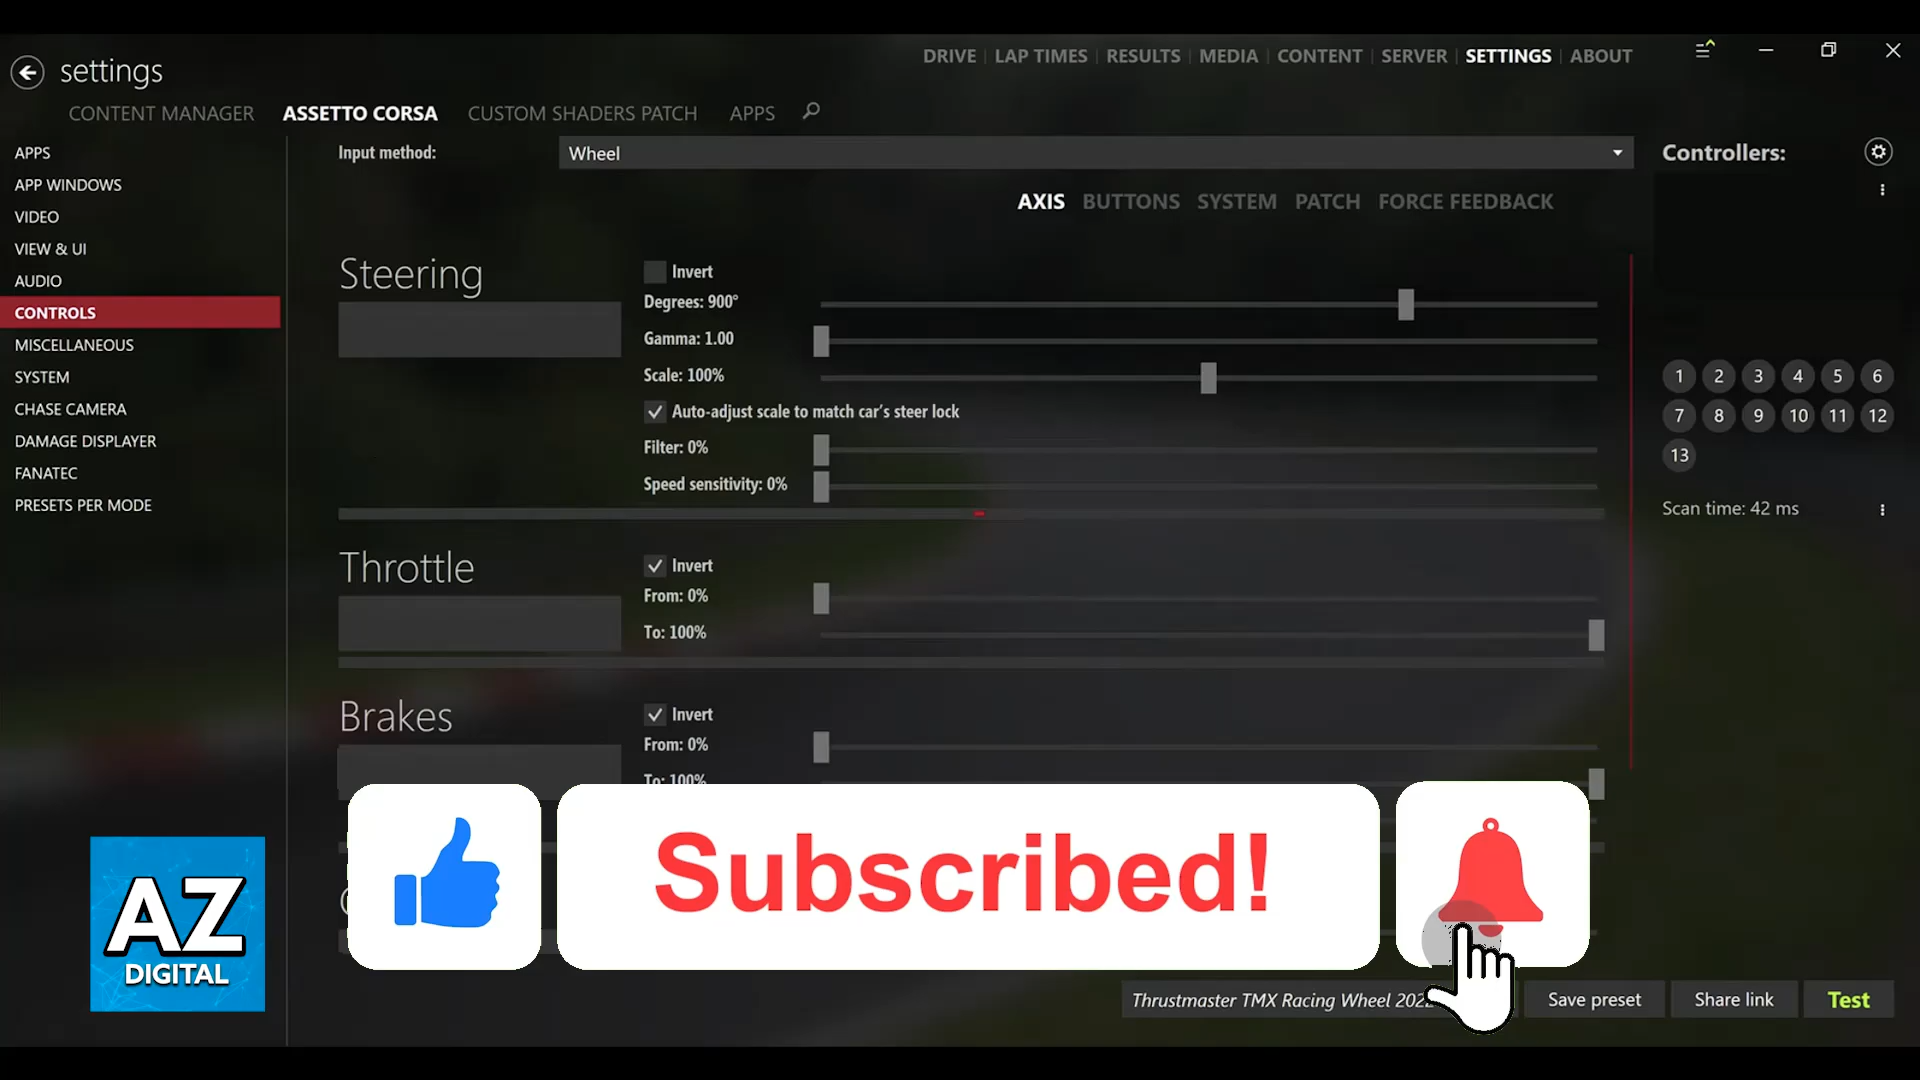 settings
DRIVE LAP TIMES RESULTS MEDIA CONTENT SERVER SETTINGS ABOUT
CONTENT MANAGER ASSETTO CORSA CUSTOM SHADERS PATCH APPS
APPS
APP WINDOWS
VIDEO
VIEW & UI
AUDIO
CONTROLS
MISCELLANEOUS
SYSTEM
CHASE CAMERA
DAMAGE DISPLAYER
FANATEC
PRESETS PER MODE
Input method: Wheel
AXIS BUTTONS SYSTEM PATCH FORCE FEEDBACK
Steering
Invert
Degrees: 900°
Gamma: 1.00
Scale: 100%
Auto-adjust scale to match car's steer lock
Filter: 0%
Speed sensitivity: 0%
Throttle
Invert
From: 0%
To: 100%
Brakes
Invert
From: 0%
To: 100%
Controllers:
1 2 3 4 5 6
7 8 9 10 11 12
13
Scan time: 42 ms
Subscribed!
AZ
DIGITAL
Thrustmaster TMX Racing Wheel
Save preset
Share link
Test